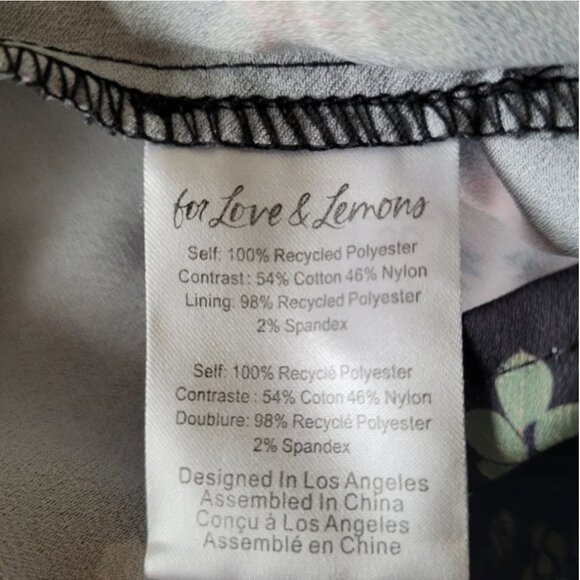 for Love & Lemons
Self: 100% Recycled Polyester
Contrast: 54% Cotton 46% Nylon
Lining: 98% Recycled Polyester
2% Spandex
Self: 100% Recyclé Polyester
Contraste: 54% Coton 46% Nylon
Doublure: 98% Recyclé Polyester
2% Spandex
Designed In Los Angeles
Assembled In China
Conçu à Los Angeles
Assemblé en Chine